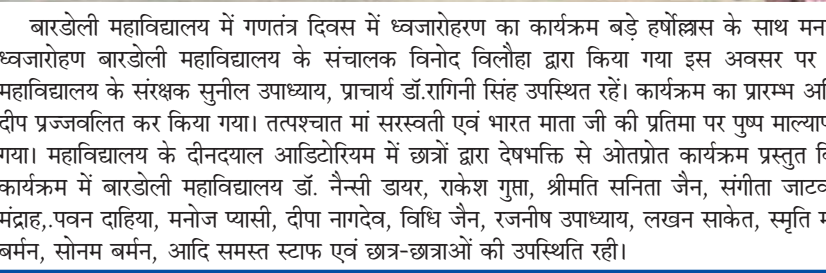 बारडोली महाविद्यालय में गणतंत्र दिवस में ध्वजारोहरण का कार्यक्रम बड़े हर्षोल्लास के साथ मन
ध्वजारोहण बारडोली महाविद्यालय के संचालक विनोद विलौहा द्वारा किया गया इस अवसर पर
महाविद्यालय के संरक्षक सुनील उपाध्याय, प्राचार्य डॉ.रागिनी सिंह उपस्थित रहें। कार्यक्रम का प्रारम्भ
दीप प्रज्जवलित कर किया गया। तत्पश्चात मां सरस्वती एवं भारत माता जी की प्रतिमा पर पुष्प
गया। महाविद्यालय के दीनदयाल आडिटोरियम में छात्रों द्वारा देषभक्ति से ओतप्रोत कार्यक्रम प्रस्तुत
कार्यक्रम में बारडोली महाविद्यालय डॉ. नैन्सी डायर, राकेश गुप्ता, श्रीमति सनिता जैन, संगीता
मंद्राह,.पवन दाहिया, मनोज प्यासी, दीपा नागदेव, विधि जैन, रजनीष उपाध्याय, लखन साकेत, स्मृति
बर्मन, सोनम बर्मन, आदि समस्त स्टाफ एवं छात्र-छात्राओं की उपस्थिति रही।